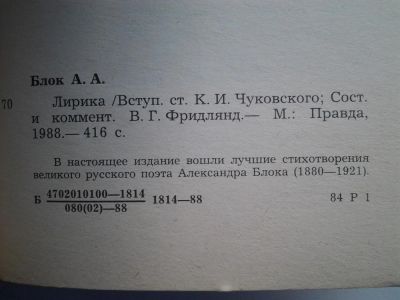 Блок А. А.
70 Лирика /Вступ. ст. К. И. Чуковского; Сост.
и коммент. В. Г. Фридлянд.— М.: Правда,
1988.— 416 с.
В настоящее издание вошли лучшие стихотворения
великого русского поэта Александра Блока (1880—1921).
Б 4702010100—1814 1814—88 84 Р 1
080(02)—88